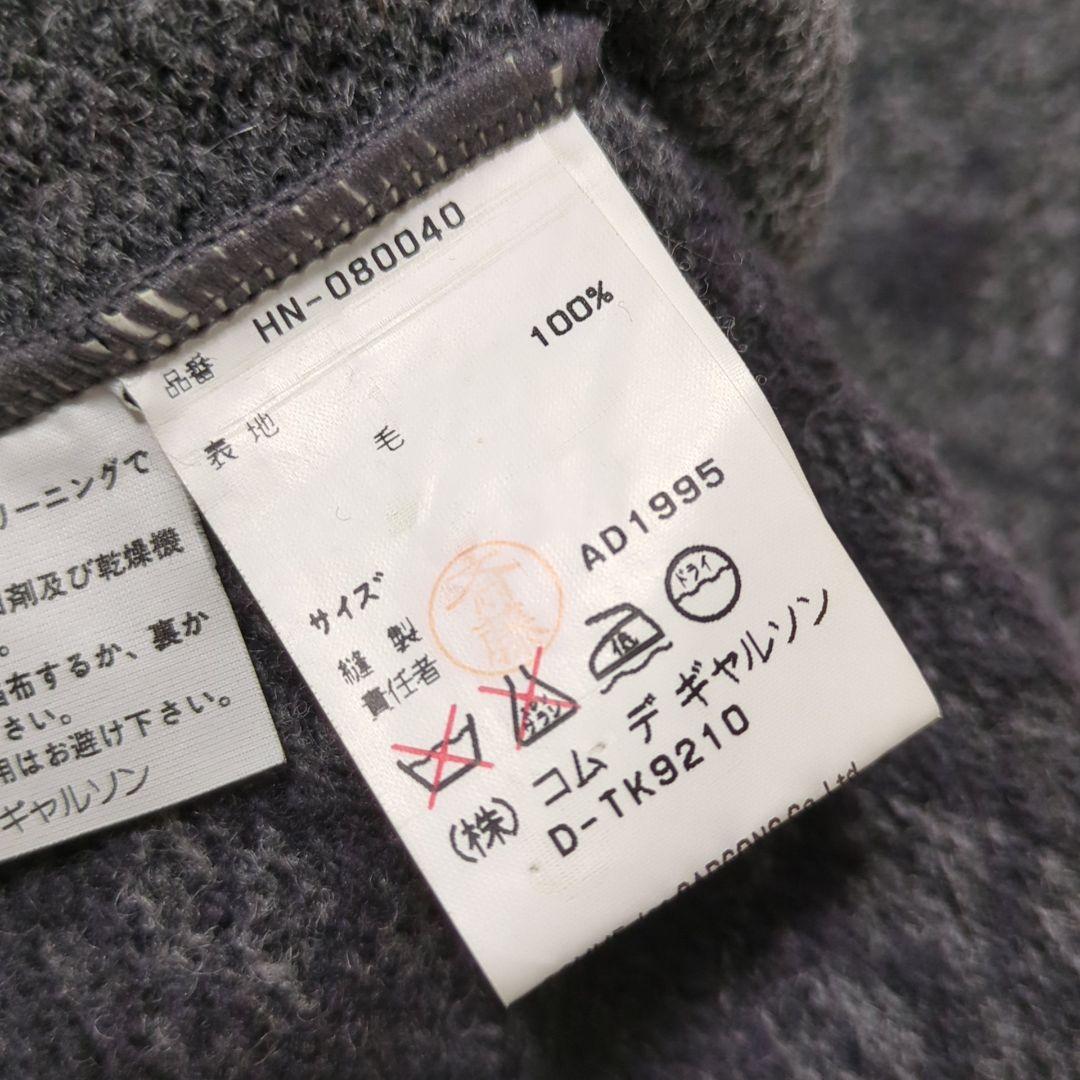 品番 HN-080040
表地 毛 100%
サイズ AD1995
縫製
責任者
低 ドライ
(株) コム デ ギャルソン
D-TK9210
GARCONS Co.,Ltd.
リーニングで
剤及び乾燥機
。
布するか、裏か
さい。
用はお避け下さい。
ギャルソン